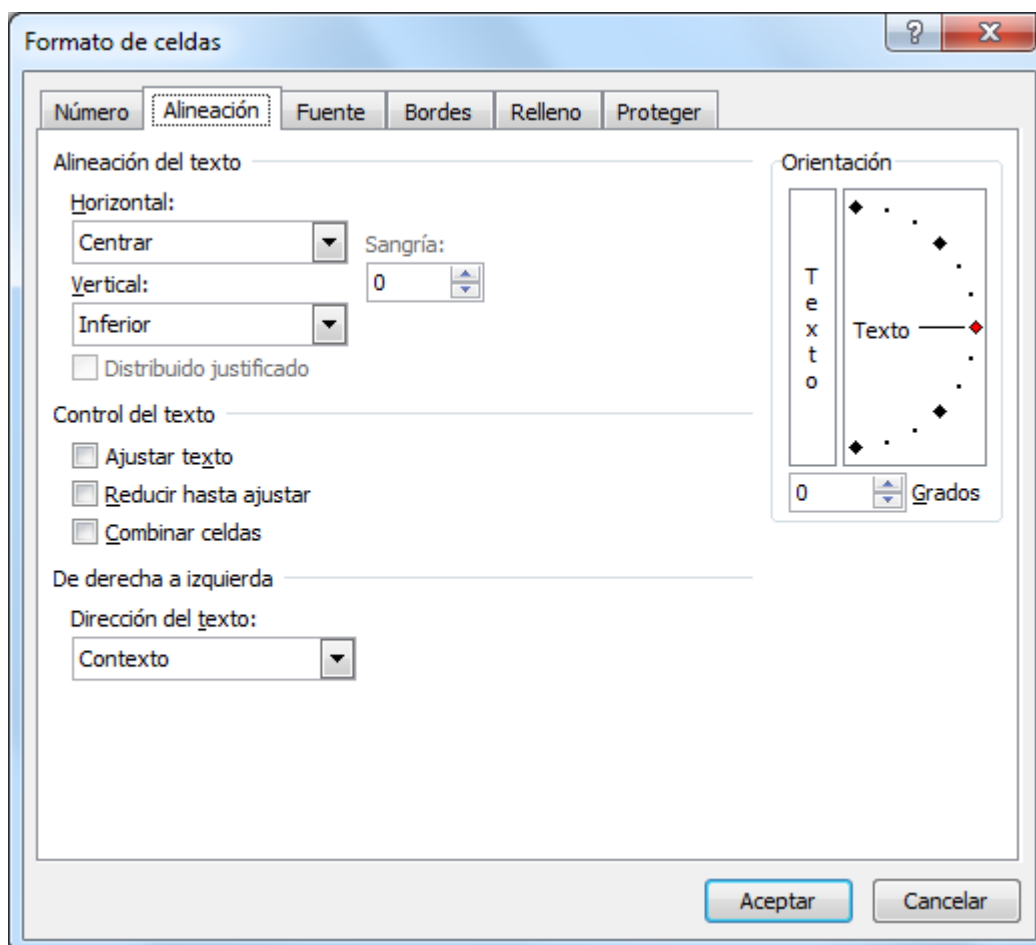 Formato de celdas
Número Alineación Fuente Bordes Relleno Proteger
Alineación del texto
Horizontal:
Centrar
Sangría:
0
Vertical:
Inferior
Distribuido justificado
Control del texto
Ajustar texto
Reducir hasta ajustar
Combinar celdas
De derecha a izquierda
Dirección del texto:
Contexto
Orientación
T
e
x
t
o
Texto
0 Grados
Aceptar Cancelar